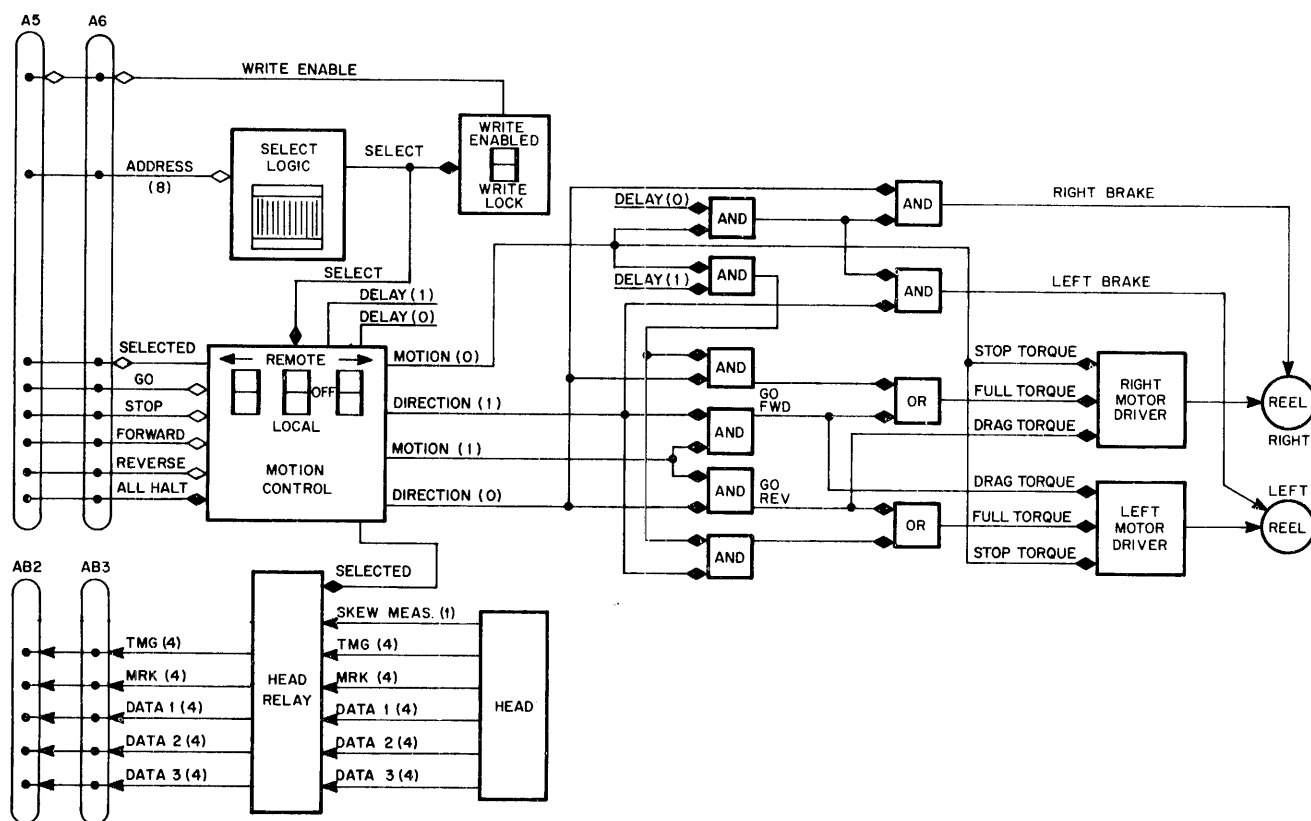 A5
A6
WRITE ENABLE
ADDRESS
(8)
SELECT
LOGIC
SELECT
WRITE
ENABLED
WRITE
LOCK
SELECT
DELAY (1)
DELAY (0)
SELECTED
GO
STOP
FORWARD
REVERSE
ALL HALT
REMOTE
OFF
LOCAL
MOTION
CONTROL
MOTION (0)
DIRECTION (1)
MOTION (1)
DIRECTION (0)
DELAY (0)
AND
DELAY (1)
AND
AND
RIGHT BRAKE
AND
LEFT BRAKE
AND
GO
FWD
AND
AND
GO
REV
AND
OR
OR
STOP TORQUE
FULL TORQUE
DRAG TORQUE
RIGHT
MOTOR
DRIVER
REEL
RIGHT
DRAG TORQUE
FULL TORQUE
STOP TORQUE
LEFT
MOTOR
DRIVER
LEFT
REEL
AB2
AB3
SELECTED
SKEW MEAS. (1)
TMG (4)
MRK (4)
DATA 1 (4)
DATA 2 (4)
DATA 3 (4)
HEAD
RELAY
TMG (4)
MRK (4)
DATA 1 (4)
DATA 2 (4)
DATA 3 (4)
HEAD